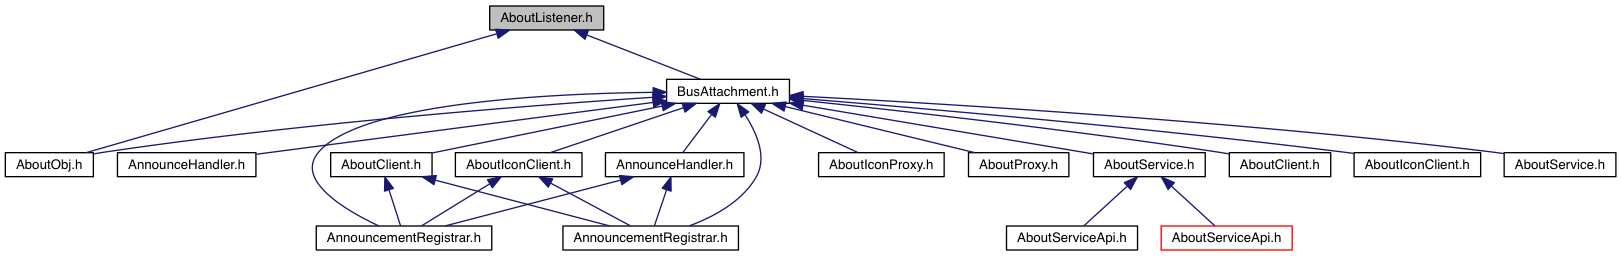 AboutListener.h
BusAttachment.h
AboutObj.h
AnnounceHandler.h
AboutClient.h
AboutIconClient.h
AnnounceHandler.h
AboutIconProxy.h
AboutProxy.h
AboutService.h
AboutClient.h
AboutIconClient.h
AboutService.h
AnnouncementRegistrar.h
AnnouncementRegistrar.h
AboutServiceApi.h
AboutServiceApi.h